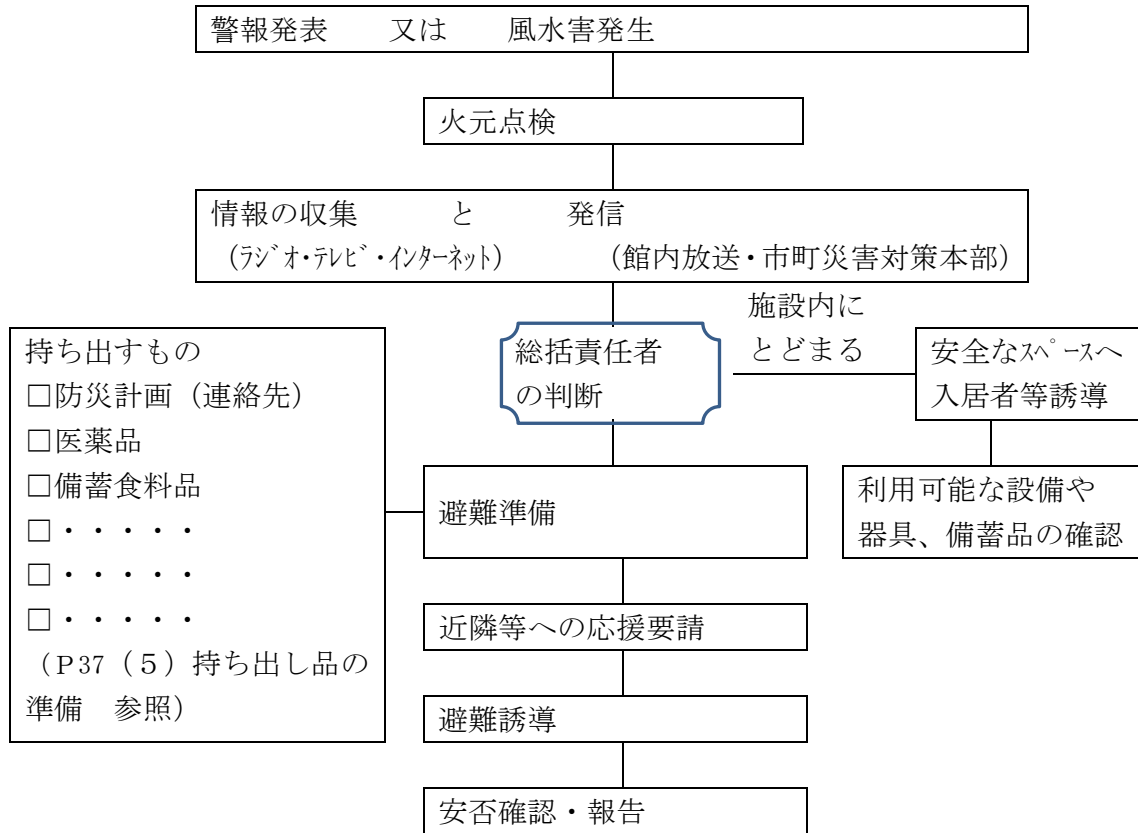 警報発表　　又は　　風水害発生
火元点検
情報の収集　　　と　　　発信
（ﾗｼﾞｵ・ﾃﾚﾋﾞ・ｲﾝﾀｰﾈｯﾄ）　　　（館内放送・市町災害対策本部）
総括責任者
の判断
施設内に
とどまる
安全なｽﾍﾟｰｽへ
入居者等誘導
利用可能な設備や
器具、備蓄品の確認
持ち出すもの
□防災計画（連絡先）
□医薬品
□備蓄食料品
□・・・・・
□・・・・・
□・・・・・
（P37（５）持ち出し品の
準備　参照）
避難準備
近隣等への応援要請
避難誘導
安否確認・報告